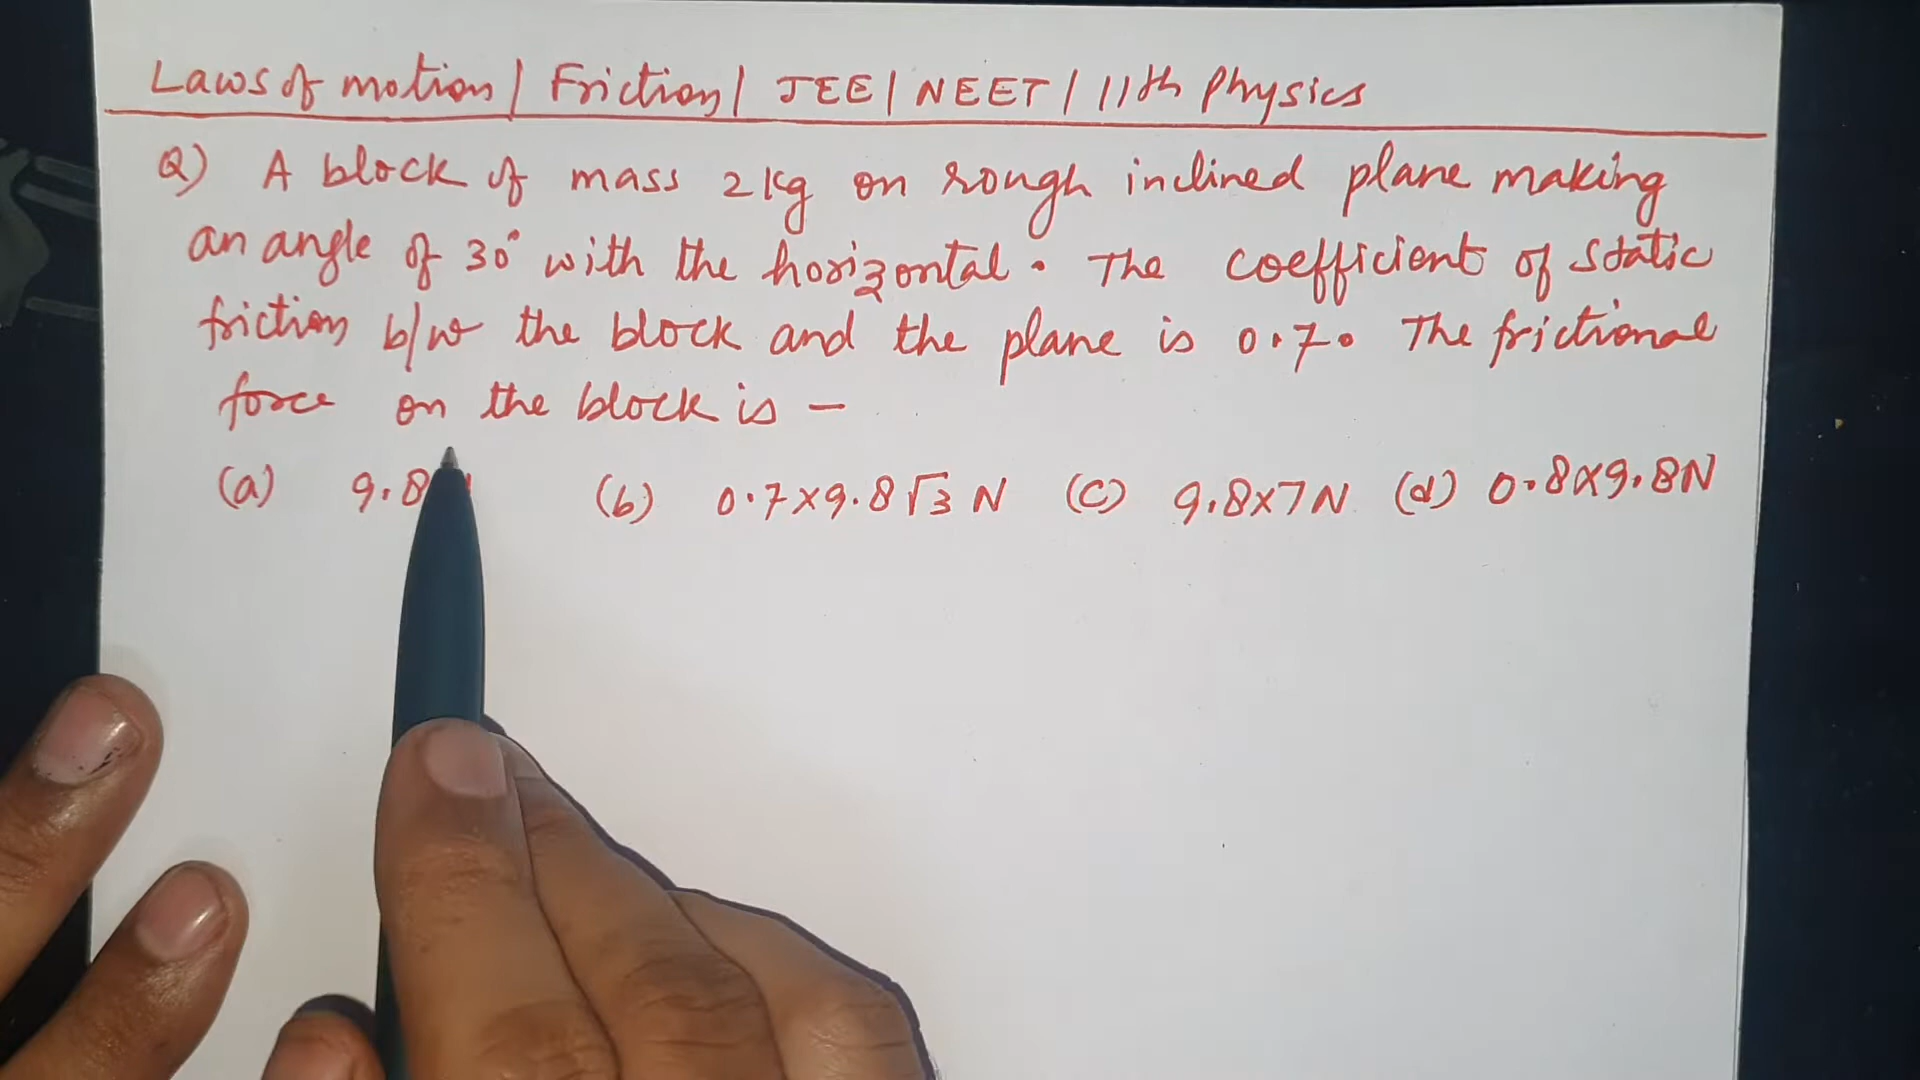 Laws of motion | Friction | JEE | NEET | 11th Physics
Q) A block of mass 2 kg on rough inclined plane making
an angle of 30° with the horizontal. The coefficient of static
friction b/w the block and the plane is 0.7. The frictional
force on the block is -
(a) 9.8 (b) 0.7×9.8√3 N (c) 9.8×7N (d) 0.8×9.8N